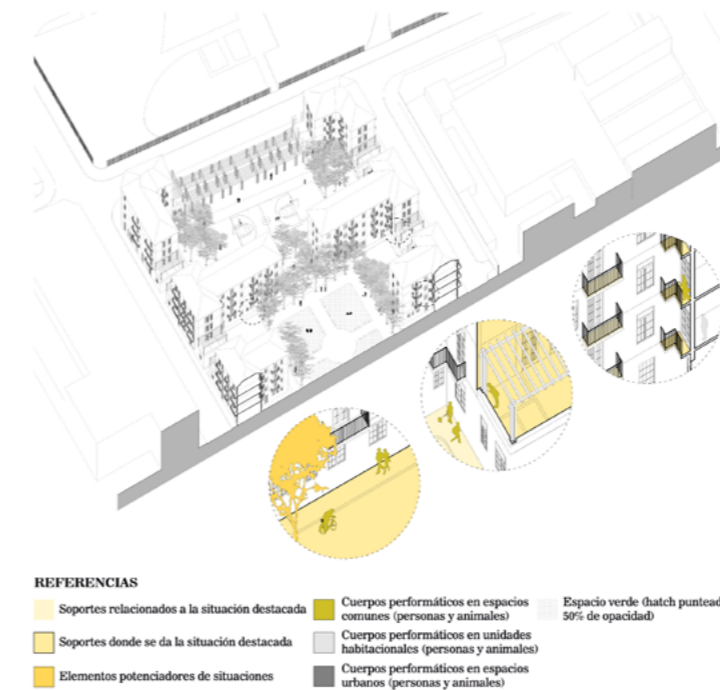 REFERENCIAS
Soportes relacionados a la situación destacada
Soportes donde se da la situación destacada
Elementos potenciadores de situaciones
Cuerpos performáticos en espacios
comunes (personas y animales)
Cuerpos performáticos en unidades
habitacionales (personas y animales)
Cuerpos performáticos en espacios
urbanos (personas y animales)
Espacio verde (hatch puntead
50% de opacidad)